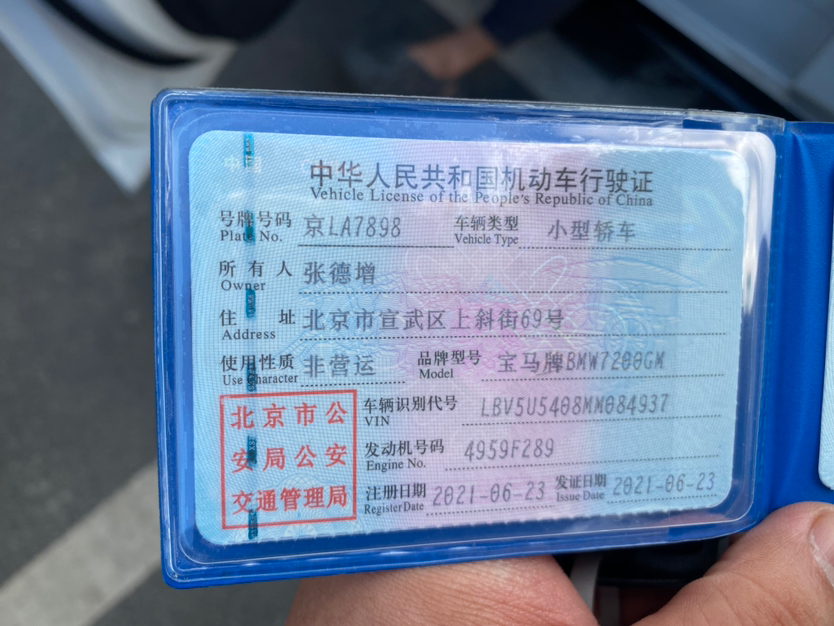 中国
中华人民共和国机动车行驶证
Vehicle License of the People's Republic of China
号牌号码 京LA7898 车辆类型 小型轿车
Plate No. Vehicle Type
所有人 张德增
Owner
住址 北京市宣武区上斜街69号
Address
使用性质 非营运 品牌型号 宝马牌BMW7200GM
Use Character Model
北京市公
安局公安
交通管理局
车辆识别代号 LBV5U5408MM084937
VIN
发动机号码 4959F289
Engine No.
注册日期 2021-06-23 发证日期 2021-06-23
Register Date Issue Date